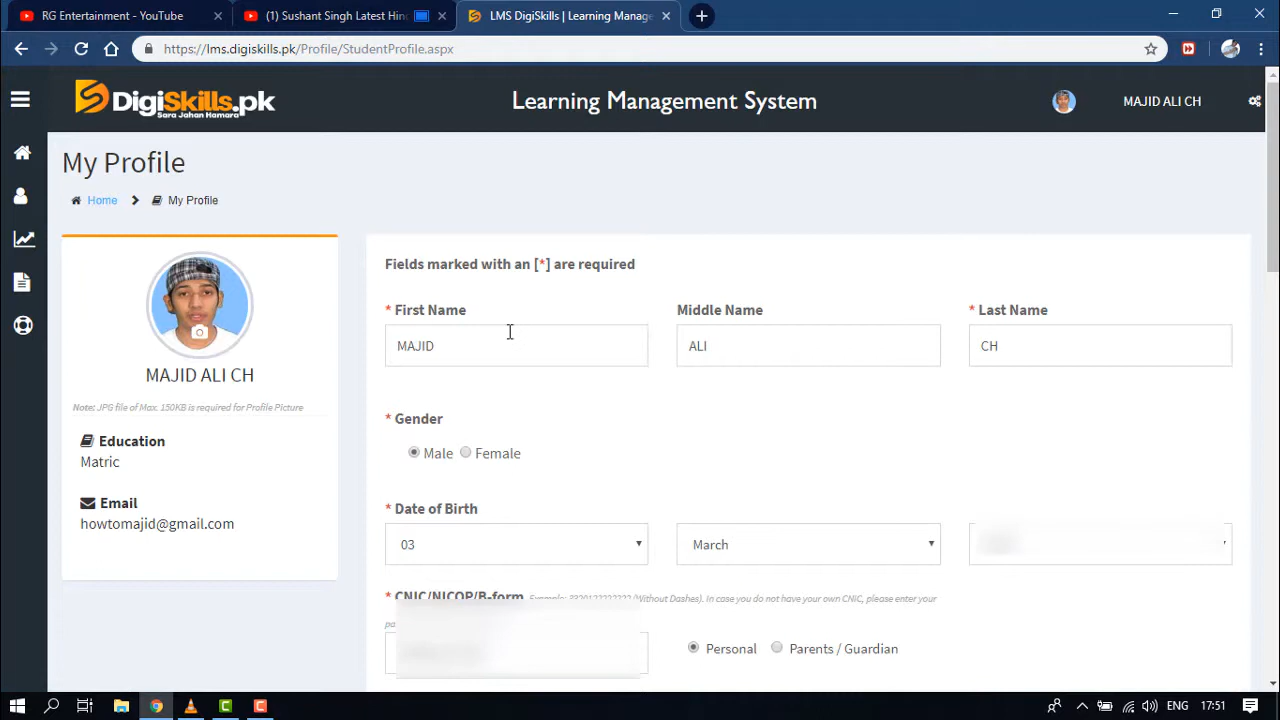 RG Entertainment - YouTube
(1) Sushant Singh Latest Hin
LMS DigiSkills | Learning Manage
https://lms.digiskills.pk/Profile/StudentProfile.aspx
DigiSkills.pk
Sara Jahan Hamara
Learning Management System
MAJID ALI CH
My Profile
Home
My Profile
MAJID ALI CH
Note: JPG file of Max. 150KB is required for Profile Picture
Education
Matric
Email
howtomajid@gmail.com
Fields marked with an [*] are required
* First Name
Middle Name
* Last Name
MAJID
ALI
CH
* Gender
Male
Female
* Date of Birth
03
March
* CNIC/NICOP/B-form Example: 3320122222222 (Without Dashes). In case you do not have your own CNIC, please enter your
Personal
Parents / Guardian
ENG
17:51